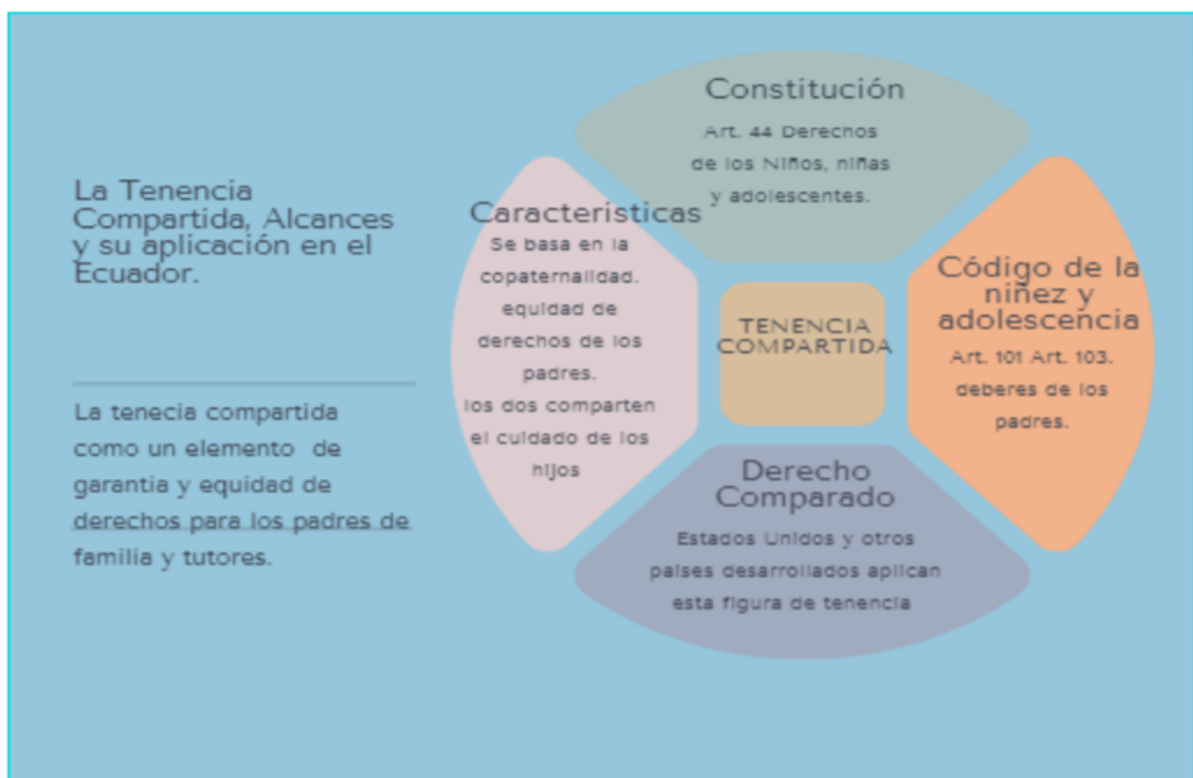 La Tenencia
Compartida, Alcances
y su aplicación en el
Ecuador.
La tenecia compartida
como un elemento de
garantia y equidad de
derechos para los padres de
familia y tutores.
Constitución
Art. 44 Derechos
de los Niños, niñas
y adolescentes.
Características
Se basa en la
copaternalidad.
equidad de
derechos de los
padres.
los dos comparten
el cuidado de los
hijos
TENENCIA
COMPARTIDA
Código de la
niñez y
adolescencia
Art. 101 Art. 103.
deberes de los
padres.
Derecho
Comparado
Estados Unidos y otros
países desarrollados aplican
esta figura de tenencia